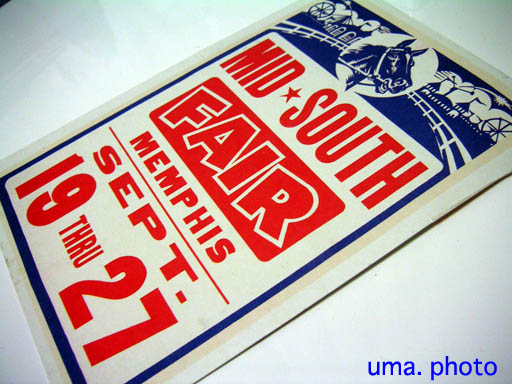 MID★SOUTH
FAIR
MEMPHIS
SEPT.
19 THRU 27
uma. photo